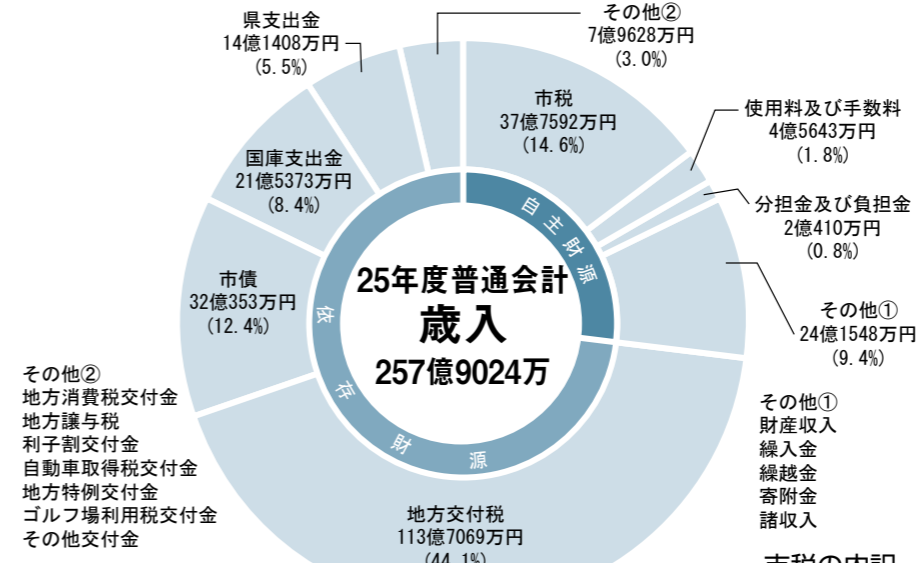 県支出金
14億1408万円
(5.5%)
その他②
7億9628万円
(3.0%)
市税
37億7592万円
(14.6%)
使用料及び手数料
4億5643万円
(1.8%)
国庫支出金
21億5373万円
(8.4%)
分担金及び負担金
2億410万円
(0.8%)
自主財源
25年度普通会計
歳入
257億9024万
市債
32億353万円
(12.4%)
その他①
24億1548万円
(9.4%)
依存財源
その他②
地方消費税交付金
地方譲与税
利子割交付金
自動車取得税交付金
地方特例交付金
ゴルフ場利用税交付金
その他交付金
その他①
財産収入
繰入金
繰越金
寄附金
諸収入
地方交付税
113億7069万円
(44.1%)
市税の内訳